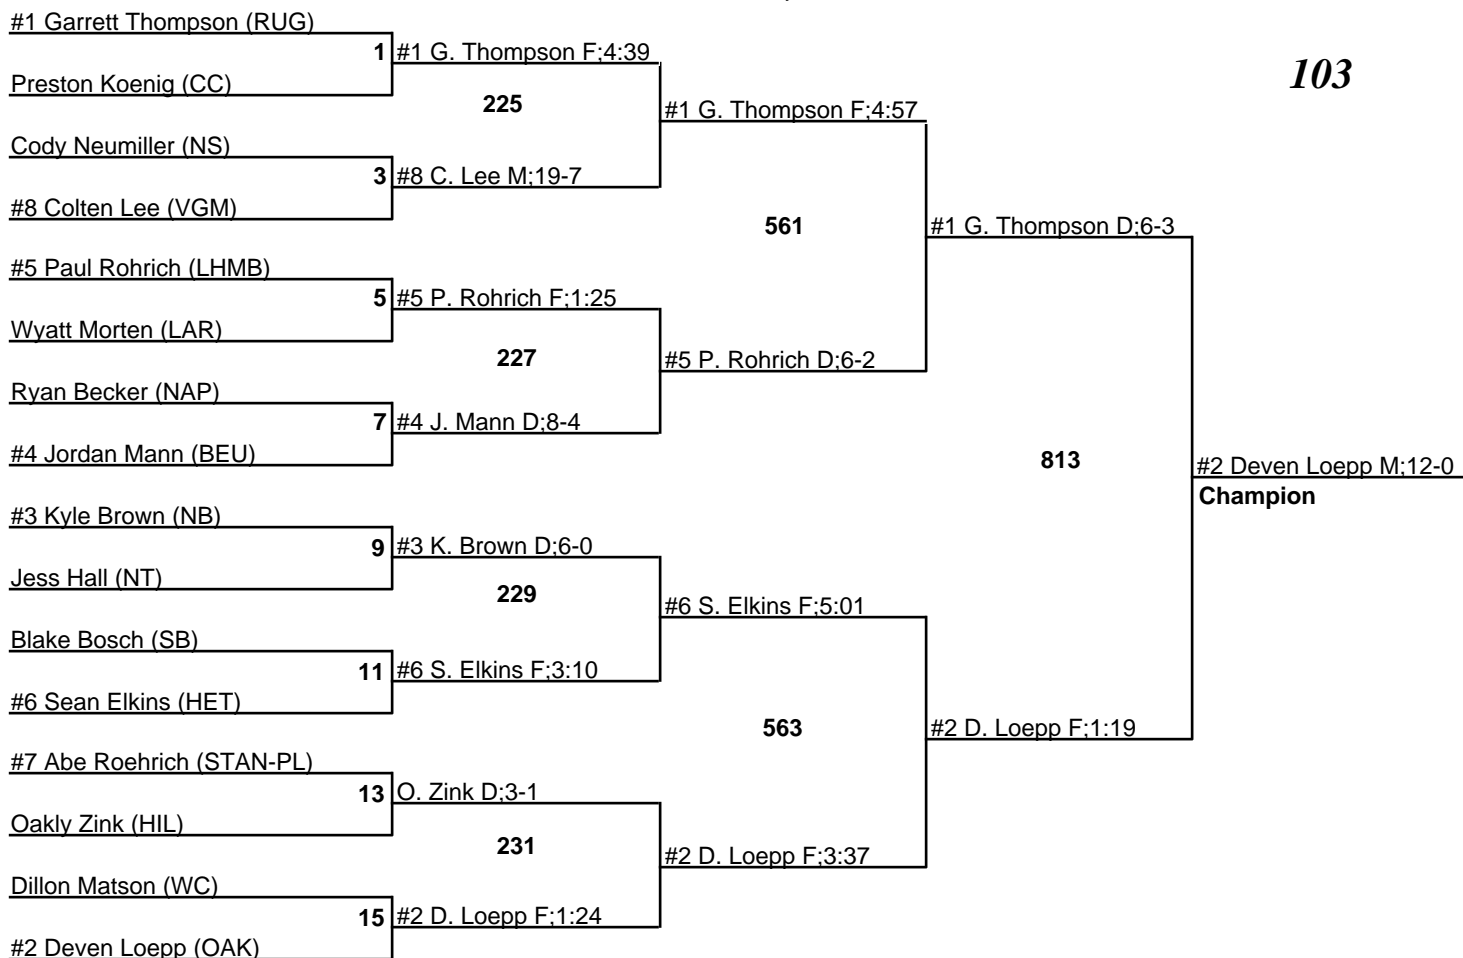 #1 Garrett Thompson (RUG)
1 #1 G. Thompson F;4:39
Preston Koenig (CC)
103
225
#1 G. Thompson F;4:57
Cody Neumiller (NS)
3 #8 C. Lee M;19-7
#8 Colten Lee (VGM)
561
#1 G. Thompson D;6-3
#5 Paul Rohrich (LHMB)
5 #5 P. Rohrich F;1:25
Wyatt Morten (LAR)
227
#5 P. Rohrich D;6-2
Ryan Becker (NAP)
7 #4 J. Mann D;8-4
#4 Jordan Mann (BEU)
813
#2 Deven Loepp M;12-0
Champion
#3 Kyle Brown (NB)
9 #3 K. Brown D;6-0
Jess Hall (NT)
229
#6 S. Elkins F;5:01
Blake Bosch (SB)
11 #6 S. Elkins F;3:10
#6 Sean Elkins (HET)
563
#2 D. Loepp F;1:19
#7 Abe Roehrich (STAN-PL)
13 O. Zink D;3-1
Oakly Zink (HIL)
231
#2 D. Loepp F;3:37
Dillon Matson (WC)
15 #2 D. Loepp F;1:24
#2 Deven Loepp (OAK)